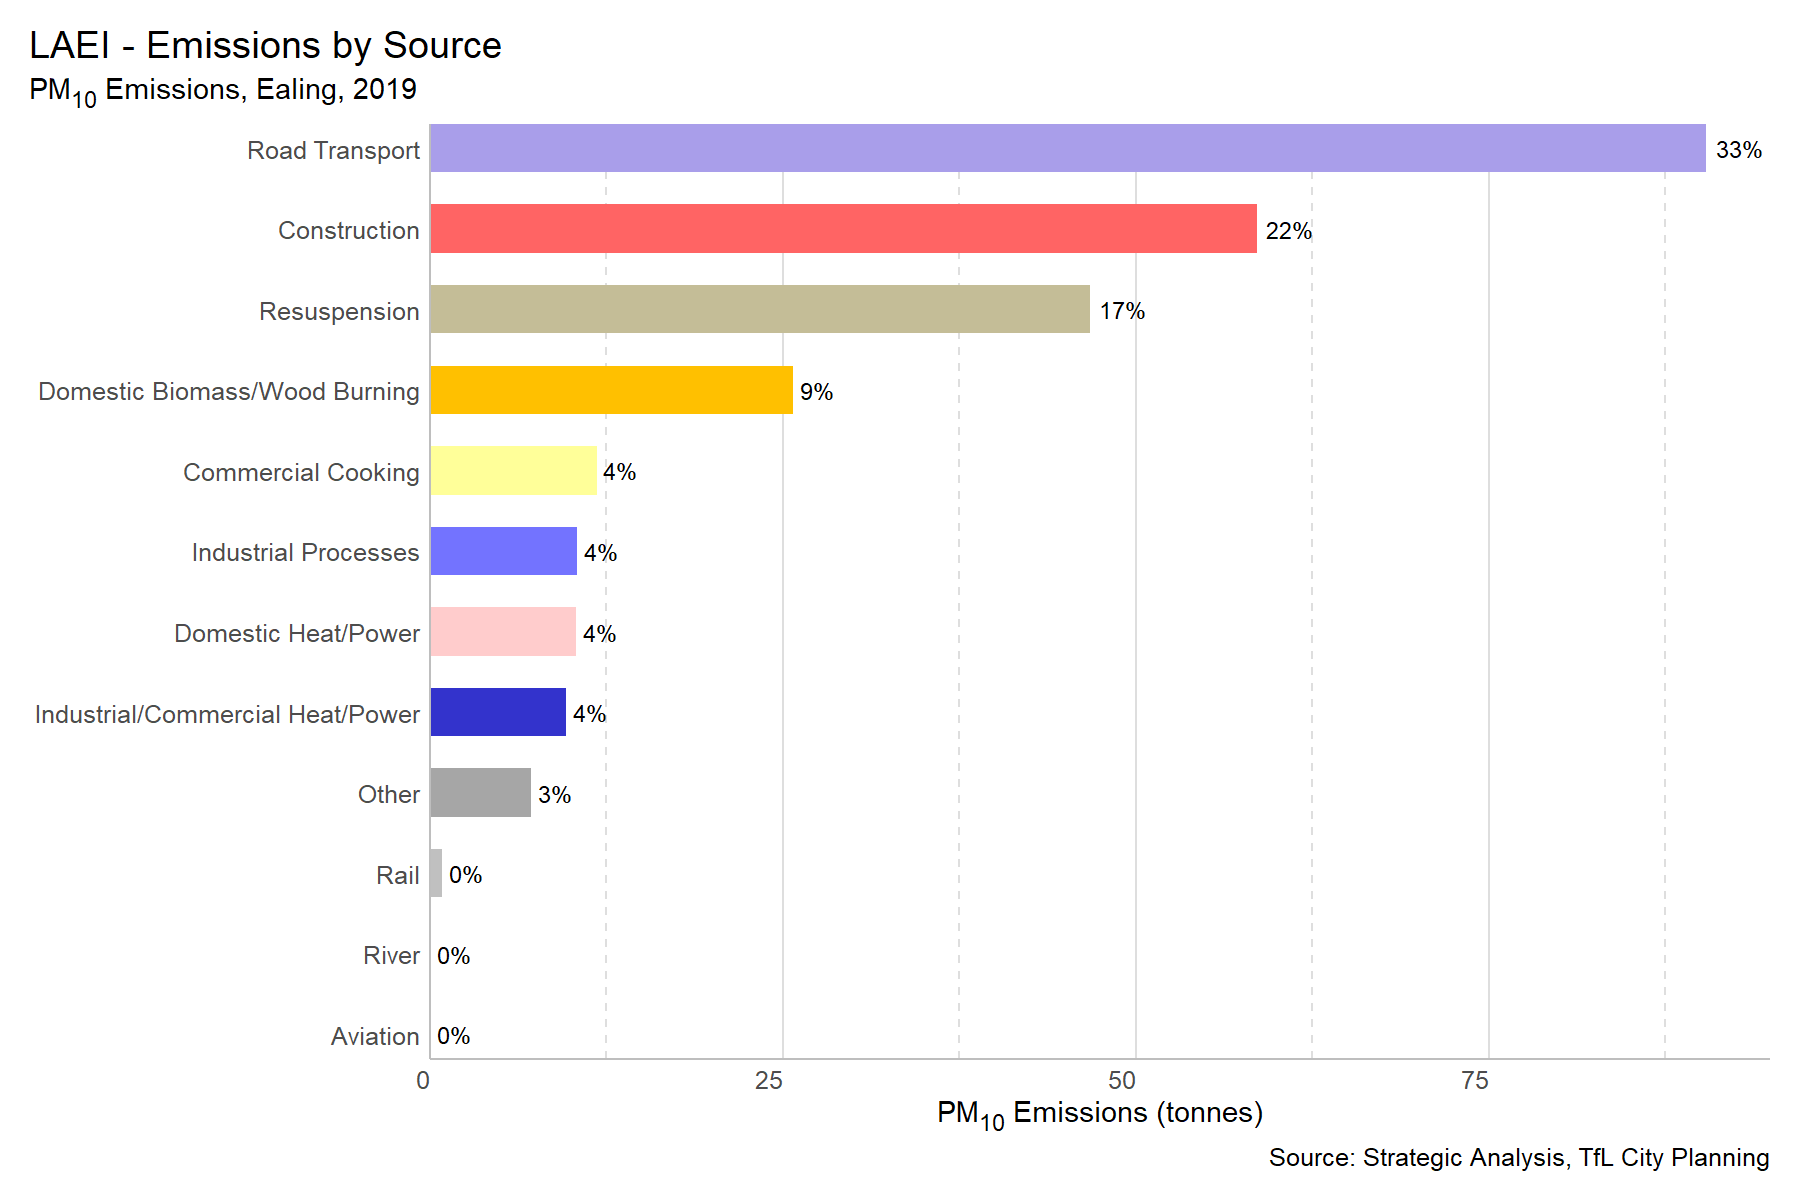 LAEI - Emissions by Source
PM10 Emissions, Ealing, 2019
Road Transport 33%
Construction 22%
Resuspension 17%
Domestic Biomass/Wood Burning 9%
Commercial Cooking 4%
Industrial Processes 4%
Domestic Heat/Power 4%
Industrial/Commercial Heat/Power 4%
Other 3%
Rail 0%
River 0%
Aviation 0%
0 25 50 75
PM10 Emissions (tonnes)
Source: Strategic Analysis, TfL City Planning